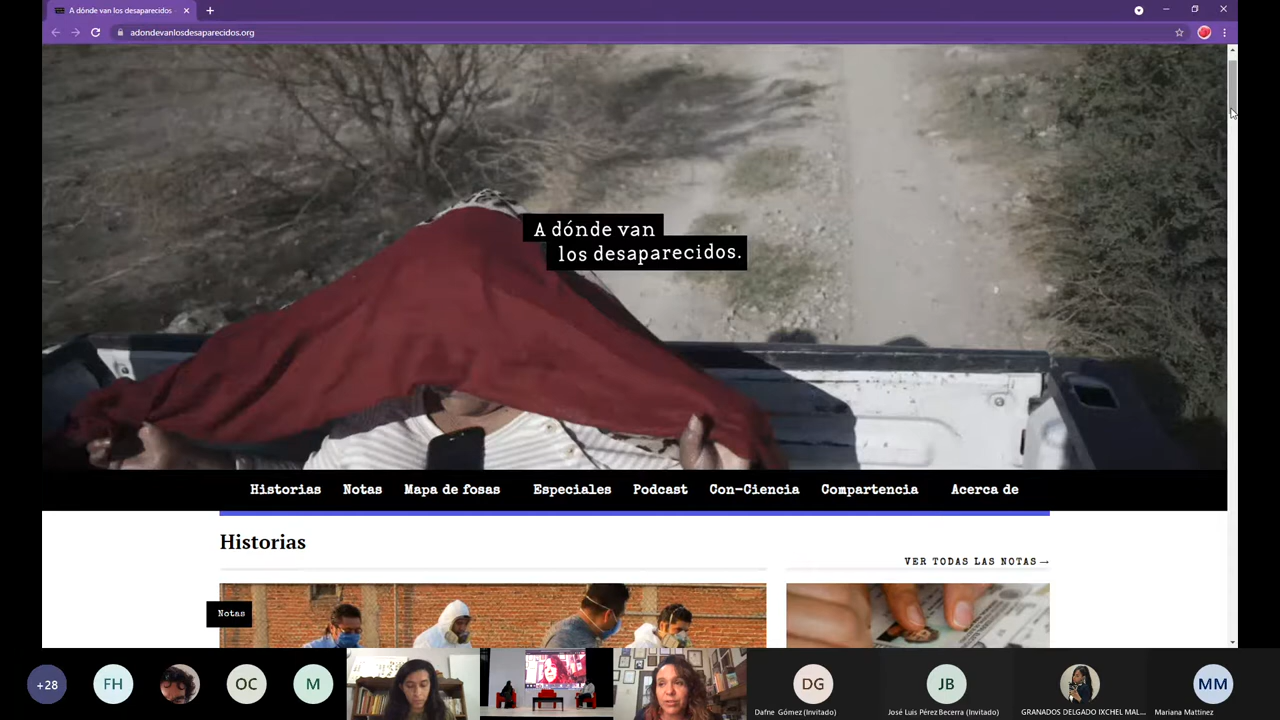 A dónde van los desaparecidos
adondevanlosdesaparecidos.org
A dónde van
los desaparecidos.
Historias Notas Mapa de fosas Especiales Podcast Con-Ciencia Compartencia Acerca de
Historias
VER TODAS LAS NOTAS →
Notas
+28 FH OC M DG JB MM
Dafne Gómez (Invitado) José Luis Pérez Becerra (Invitado) GRANADOS DELGADO IXCHEL MAL... Mariana Mattinez